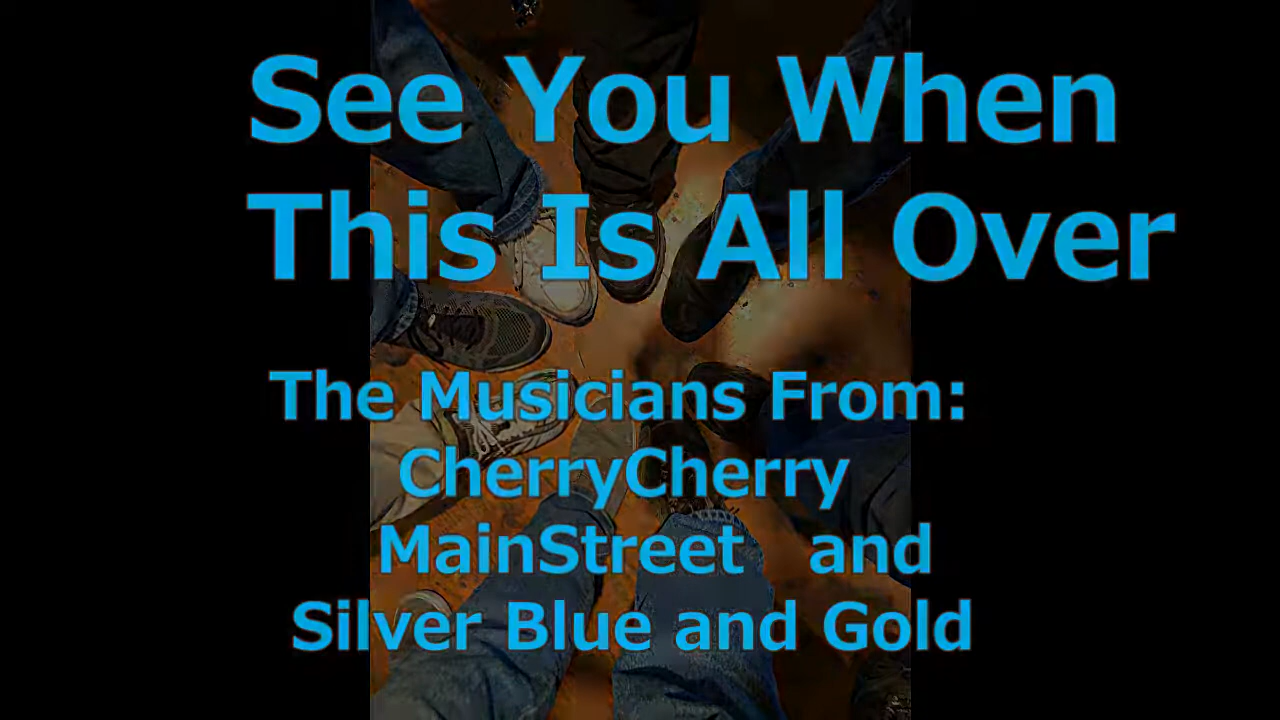 See You When
This Is All Over
The Musicians From:
CherryCherry
MainStreet and
Silver Blue and Gold